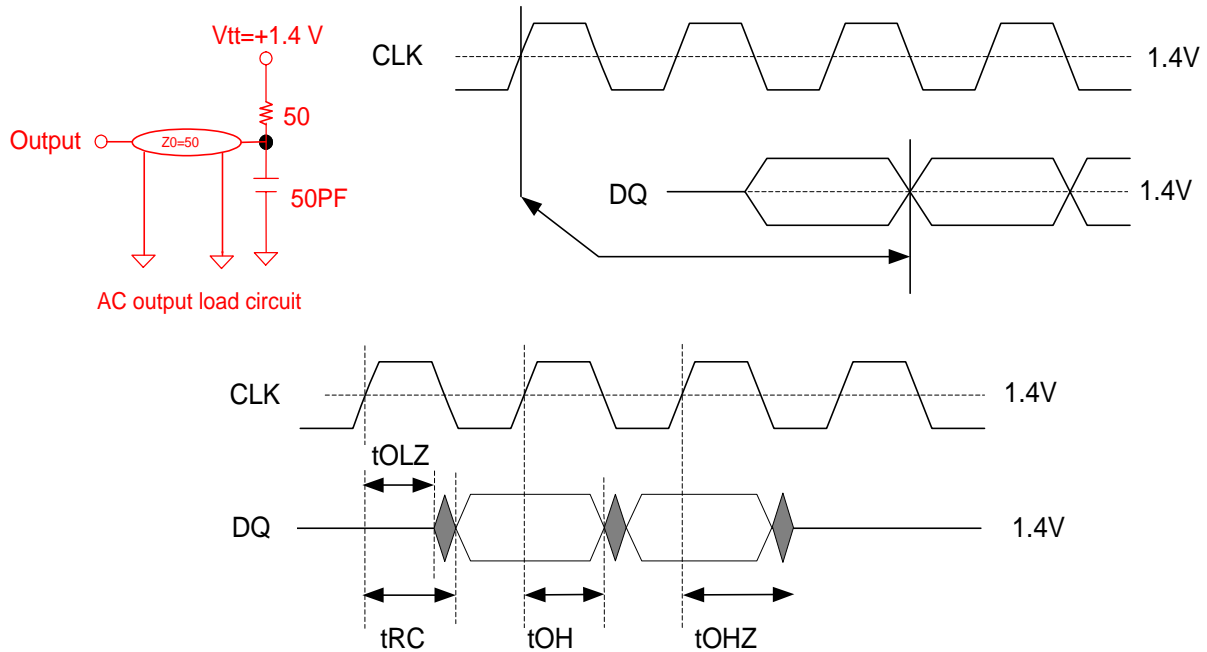 Vtt=+1.4 V
50
Output
Z0=50
50PF
AC output load circuit
CLK
1.4V
DQ
1.4V
CLK
1.4V
tOLZ
DQ
1.4V
tRC
tOH
tOHZ